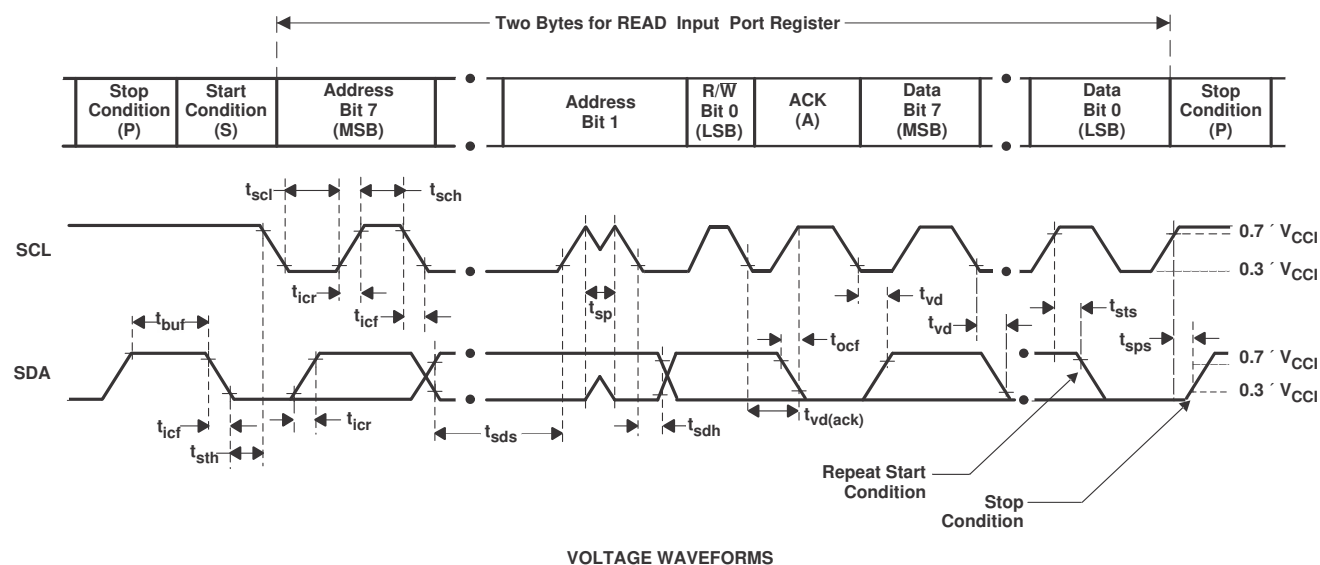 Two Bytes for READ Input Port Register
Stop
Condition
(P)
Start
Condition
(S)
Address
Bit 7
(MSB)
Address
Bit 1
R/W̅
Bit 0
(LSB)
ACK
(A)
Data
Bit 7
(MSB)
Data
Bit 0
(LSB)
Stop
Condition
(P)
tscl
tsch
SCL
0.7 ´ VCCI
0.3 ´ VCCI
ticr
ticf
tsp
tvd
tvd
tsts
tbuf
tocf
tsps
SDA
0.7 ´ VCCI
0.3 ´ VCCI
ticf
ticr
tsth
tsds
tsdh
tvd(ack)
Repeat Start
Condition
Stop
Condition
VOLTAGE WAVEFORMS